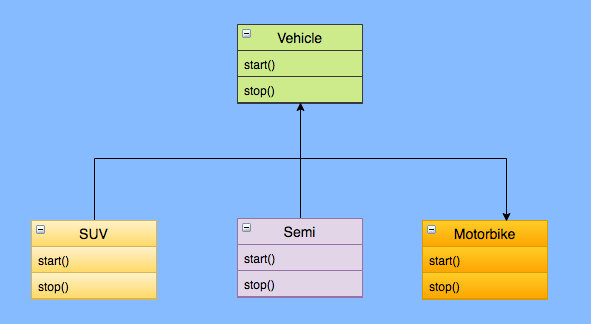 Vehicle
start()
stop()
SUV
start()
stop()
Semi
start()
stop()
Motorbike
start()
stop()